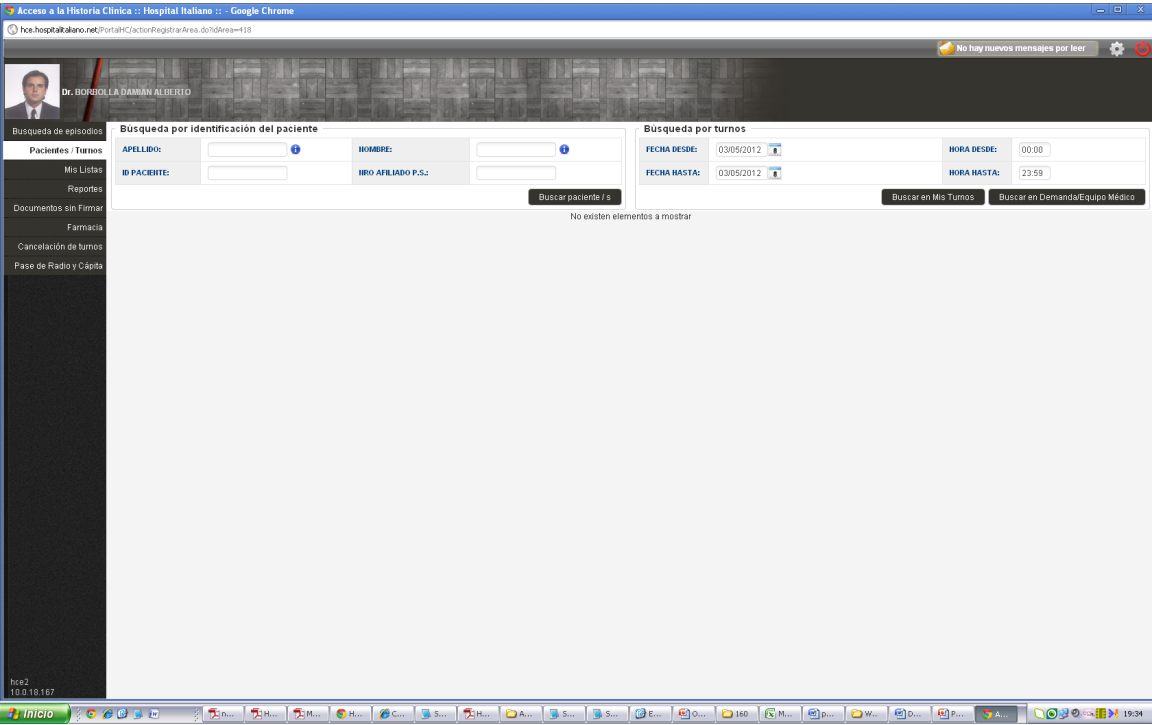 Acceso a la Historia Clinica :: Hospital Italiano :: - Google Chrome
hce.hospitalitaliano.net/PortalHC/actionRegistrarArea.do?idArea=418
No hay nuevos mensajes por leer
Dr. BORBOLLA DAMIAN ALBERTO
Busqueda de episodios
Pacientes / Turnos
Mis Listas
Reportes
Documentos sin Firmar
Farmacia
Cancelación de turnos
Pase de Radio y Cápita
Búsqueda por identificación del paciente
APELLIDO: NOMBRE:
ID PACIENTE: NRO AFILIADO P.S.:
Buscar paciente / s
Búsqueda por turnos
FECHA DESDE: 03/05/2012 HORA DESDE: 00:00
FECHA HASTA: 03/05/2012 HORA HASTA: 23:59
Buscar en Mis Turnos Buscar en Demanda/Equipo Médico
No existen elementos a mostrar
hce2
10.0.18.167
Inicio n... H... M... H... C... S... H... A... S... S... E... O... 160 M... p... W... D... P... A... 19:34